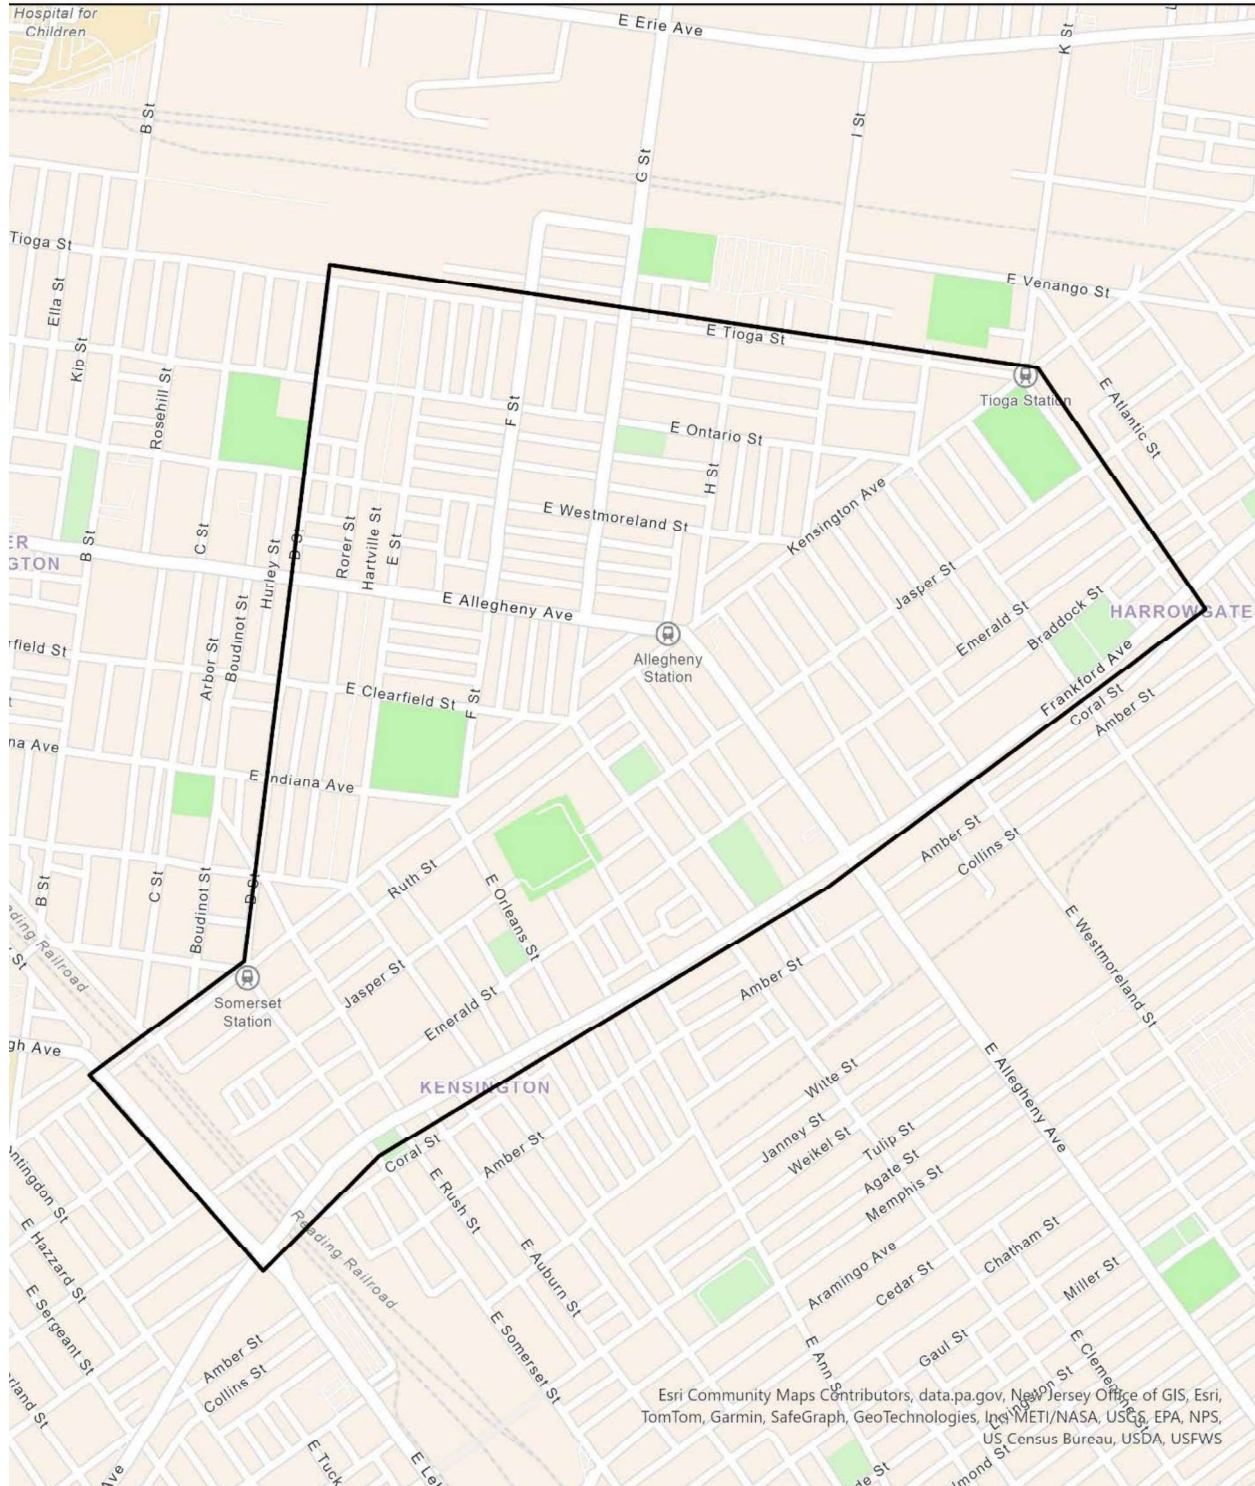 Hospital for
Children
E Erie Ave
K St
B St
I St
G St
Tioga St
E Venango St
Ella St
E Tioga St
Kip St
Tioga Station
E Atlantic St
Rosehill St
F St
E Ontario St
H St
Kensington Ave
E Westmoreland St
B St
C St
Hurley St
D St
Rorer St
Hartville St
E St
Jasper St
Emerald St
Braddock St
HARROWGATE
E Allegheny Ave
Arbor St
Boudinot St
Allegheny
Station
Frankford Ave
Coral St
Amber St
E Clearfield St
F St
E Indiana Ave
Amber St
Collins St
Ruth St
B St
C St
Boudinot St
D St
E Orleans St
E Westmoreland St
Somerset
Station
Jasper St
Emerald St
Amber St
KENSINGTON
E Allegheny Ave
Witte St
Janney St
Weikel St
Tulip St
Agate St
Memphis St
Coral St
Amber St
E Rush St
E Auburn St
Reading Railroad
E Hazzard St
E Sergeant St
Amber St
Collins St
E Somerset St
Aramingo Ave
Cedar St
Chatham St
Miller St
Gaul St
E Ann St
E Clementine St
Livingston St
Esri Community Maps Contributors, data.pa.gov, New Jersey Office of GIS, Esri,
TomTom, Garmin, SafeGraph, GeoTechnologies, Inc, METI/NASA, USGS, EPA, NPS,
US Census Bureau, USDA, USFWS